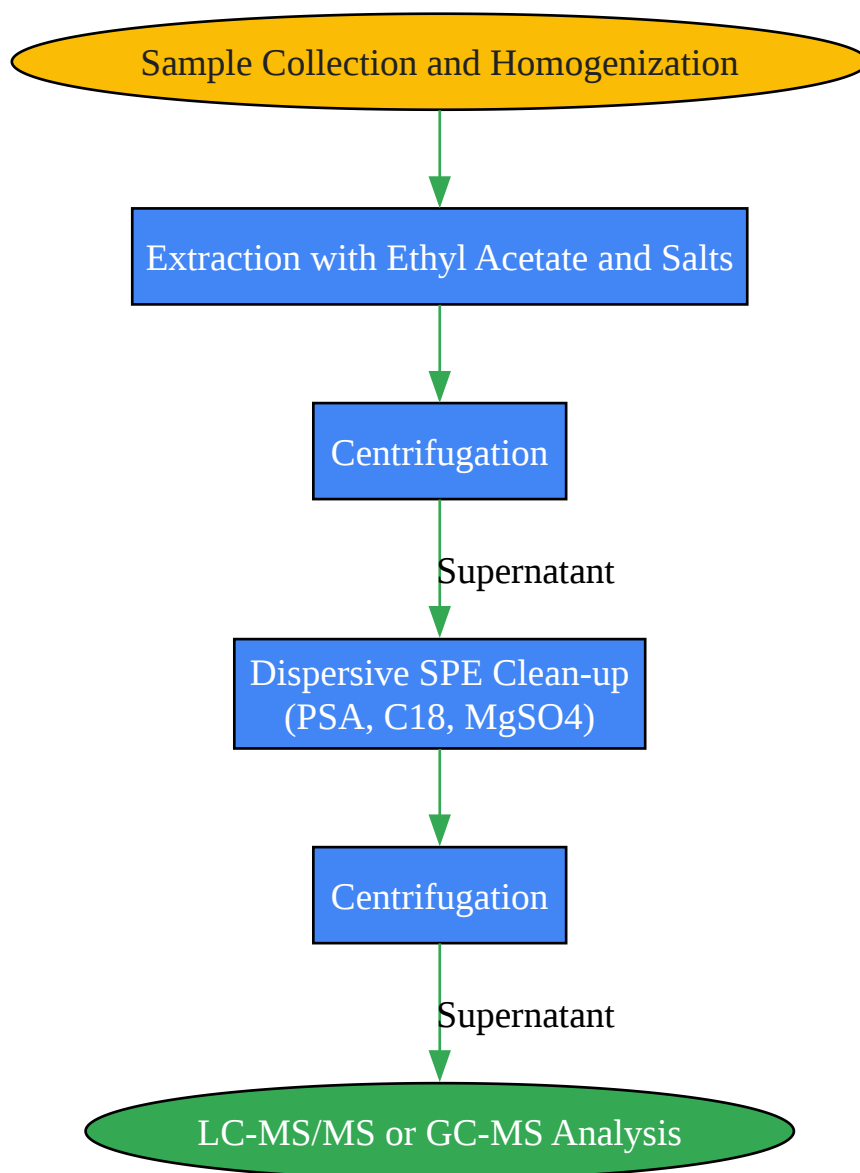 Sample Collection and Homogenization
Extraction with Ethyl Acetate and Salts
Centrifugation
Supernatant
Dispersive SPE Clean-up
(PSA, C18, MgSO4)
Centrifugation
Supernatant
LC-MS/MS or GC-MS Analysis